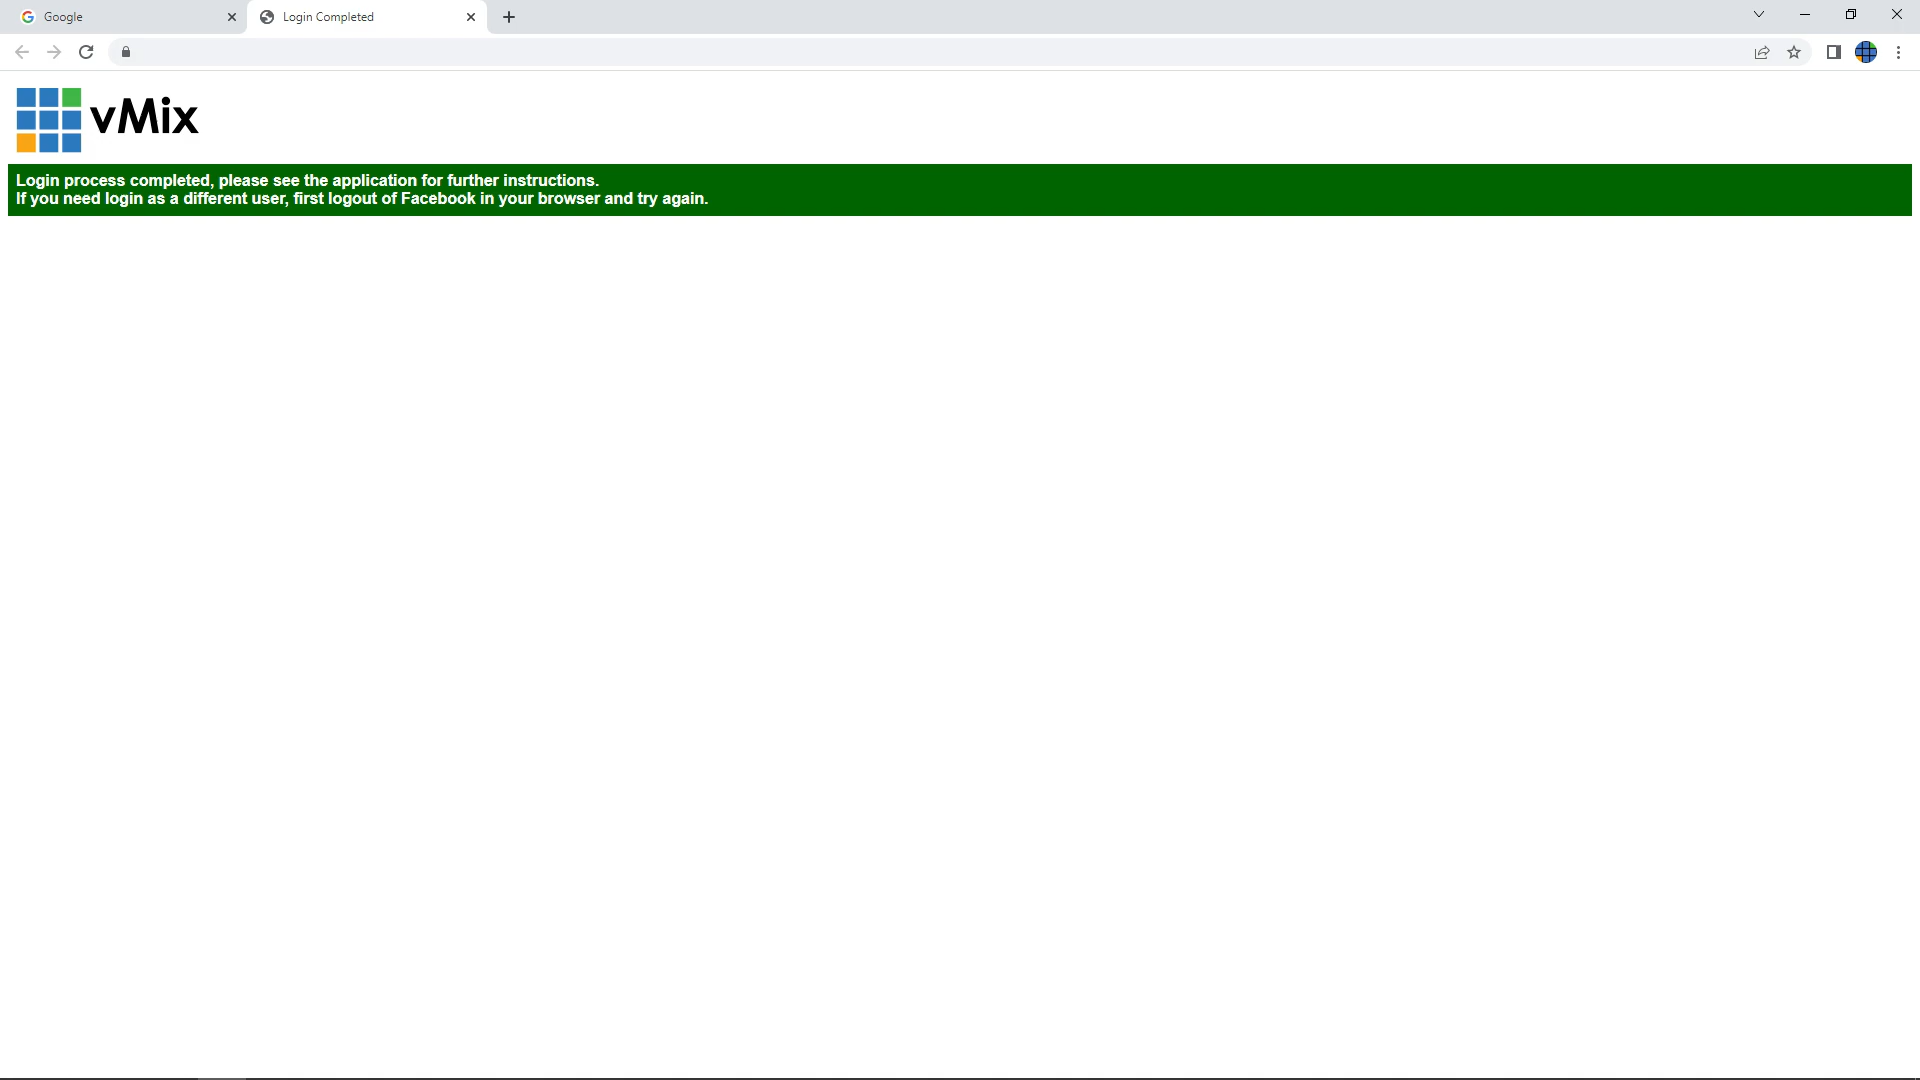 Google
Login Completed
vMix
Login process completed, please see the application for further instructions.
If you need login as a different user, first logout of Facebook in your browser and try again.